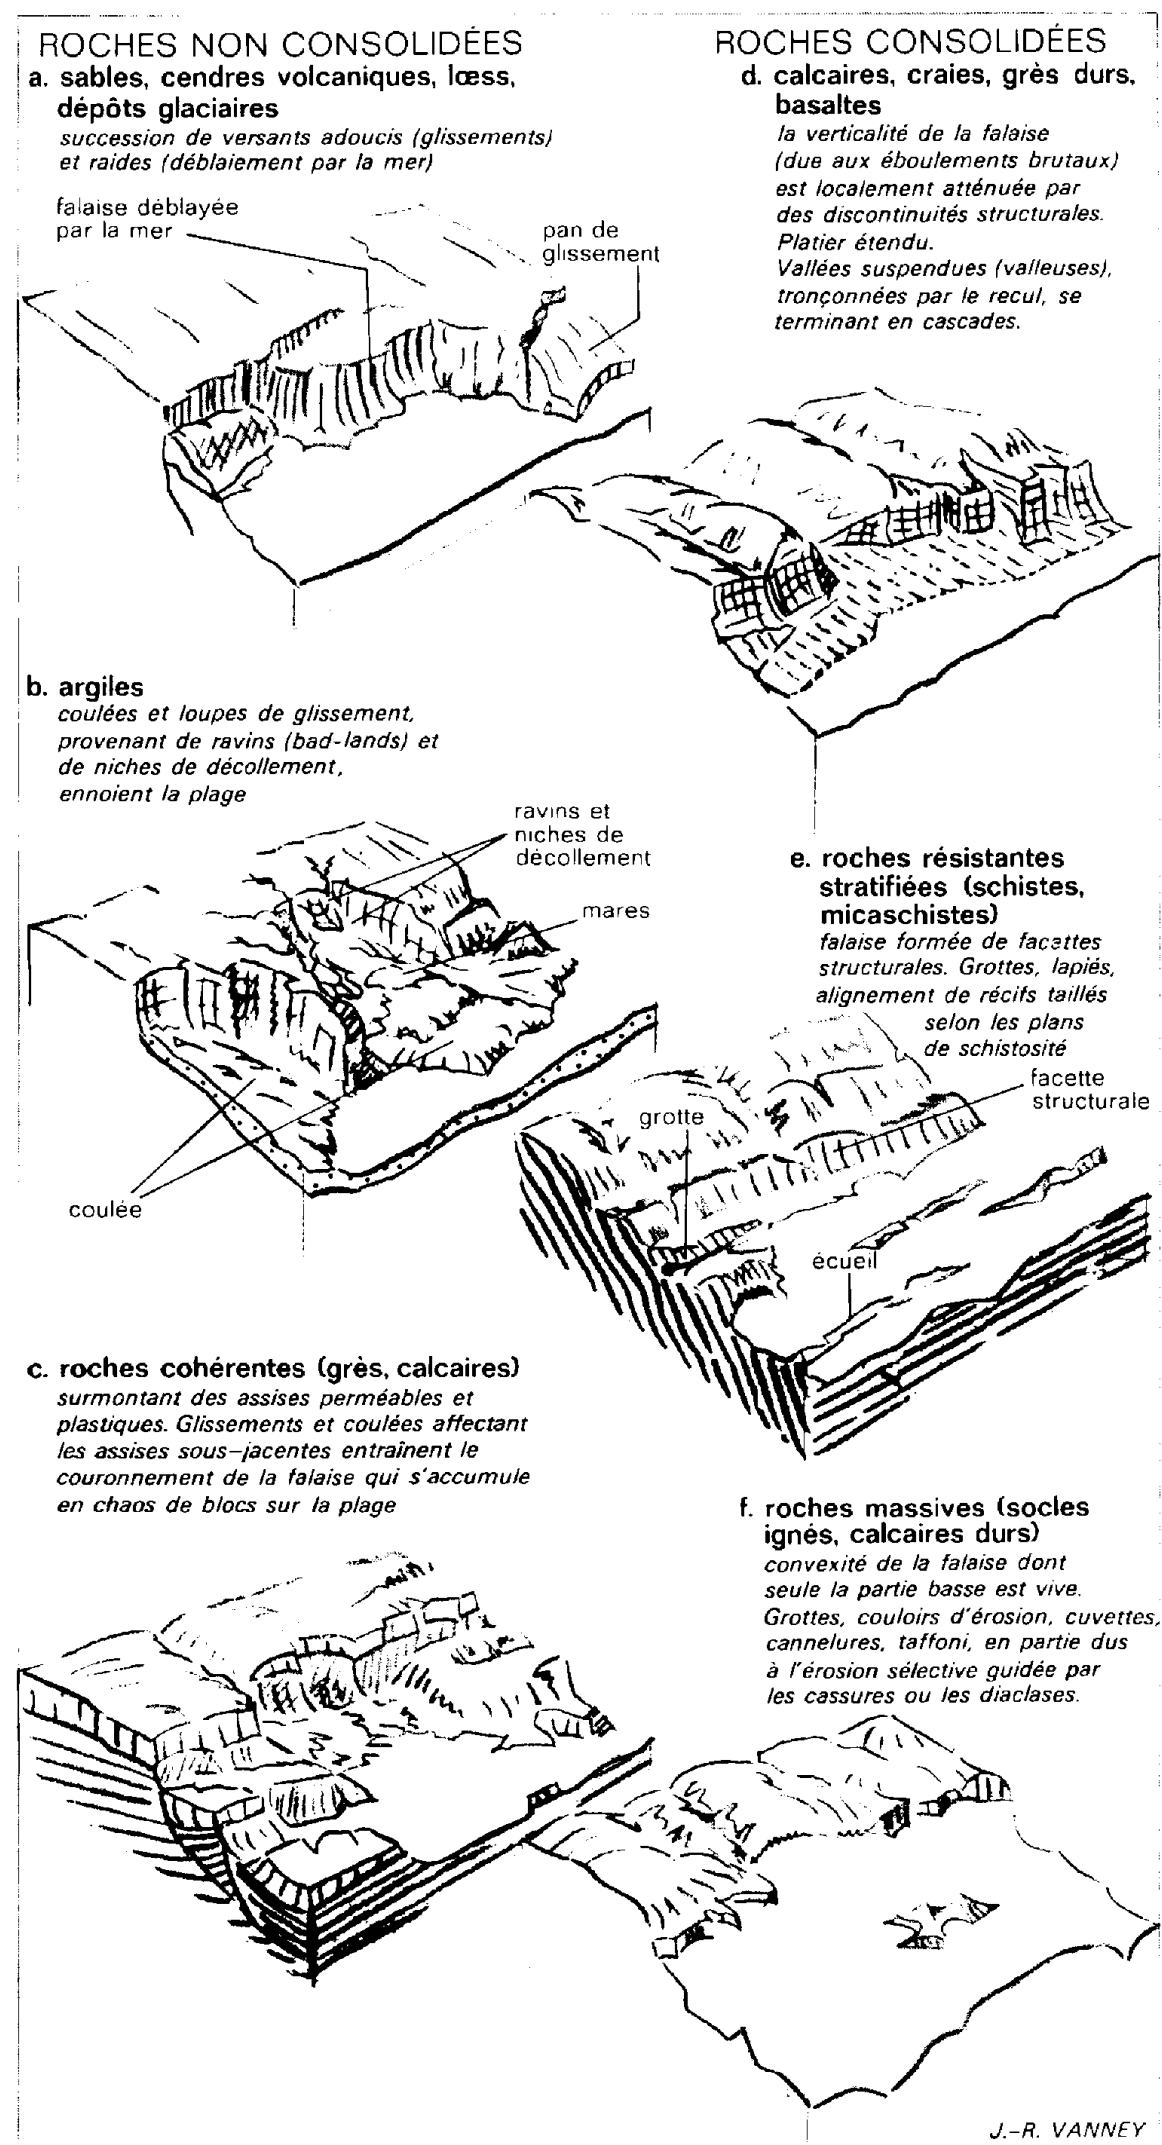 ROCHES NON CONSOLIDÉES
a. sables, cendres volcaniques, lœss,
dépôts glaciaires
succession de versants adoucis (glissements)
et raides (déblaiement par la mer)
falaise déblayée
par la mer
pan de
glissement
b. argiles
coulées et loupes de glissement,
provenant de ravins (bad-lands) et
de niches de décollement,
ennoient la plage
ravins et
niches de
décollement
mares
coulée
c. roches cohérentes (grès, calcaires)
surmontant des assises perméables et
plastiques. Glissements et coulées affectant
les assises sous-jacentes entraînent le
couronnement de la falaise qui s'accumule
en chaos de blocs sur la plage
ROCHES CONSOLIDÉES
d. calcaires, craies, grès durs,
basaltes
la verticalité de la falaise
(due aux éboulements brutaux)
est localement atténuée par
des discontinuités structurales.
Platier étendu.
Vallées suspendues (valleuses),
tronçonnées par le recul, se
terminant en cascades.
e. roches résistantes
stratifiées (schistes,
micaschistes)
falaise formée de facettes
structurales. Grottes, lapiés,
alignement de récifs taillés
selon les plans
de schistosité
facette
structurale
grotte
écueil
f. roches massives (socles
ignés, calcaires durs)
convexité de la falaise dont
seule la partie basse est vive.
Grottes, couloirs d'érosion, cuvettes,
cannelures, taffoni, en partie dus
à l'érosion sélective guidée par
les cassures ou les diaclases.
J.-R. VANNEY